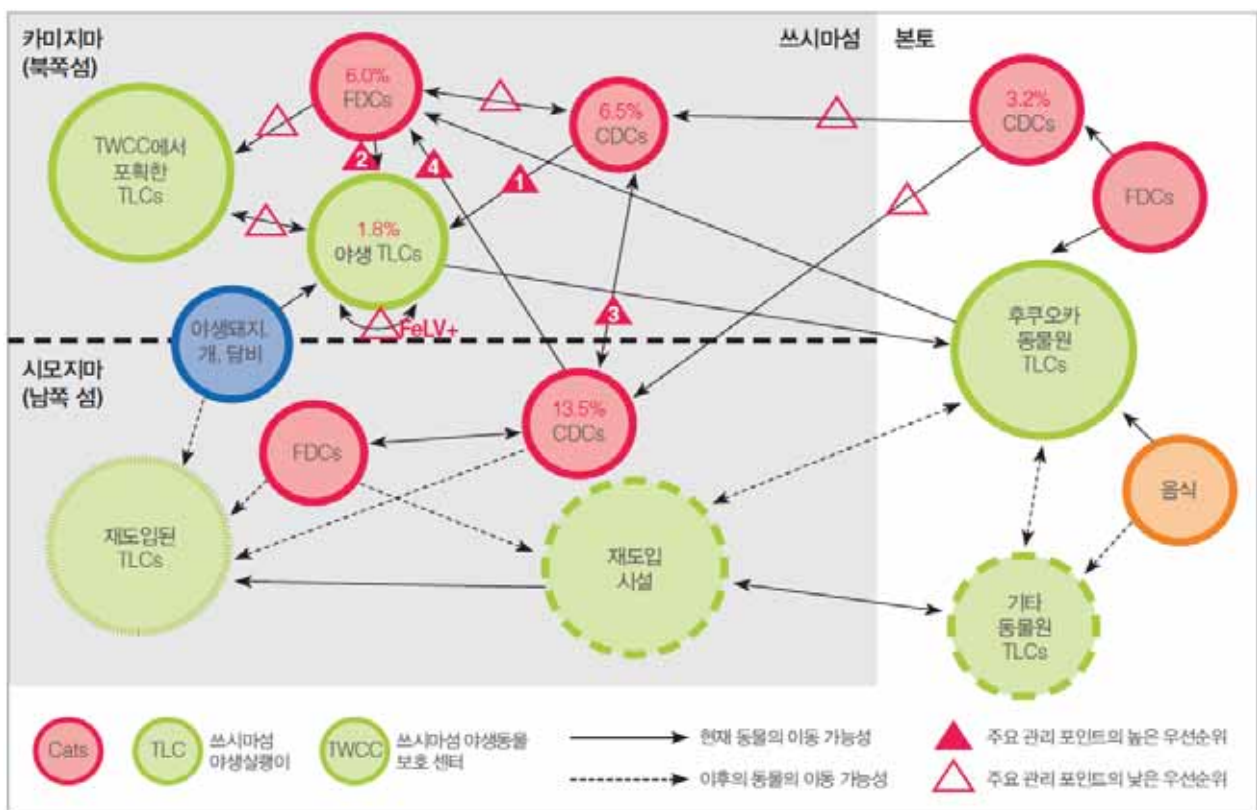 카미지마
(북쪽섬)
쓰시마섬
본토
6.0%
FDCs
6.5%
CDCs
3.2%
CDCs
FDCs
TWCC에서
포획한
TLCs
2
4
1
1.8%
야생 TLCs
FeLV+
3
후쿠오카
동물원
TLCs
야생돼지,
개, 담비
시모지마
(남쪽 섬)
13.5%
CDCs
FDCs
음식
재도입된
TLCs
재도입
시설
기타
동물원
TLCs
Cats
TLC
쓰시마섬
야생살쾡이
TWCC
쓰시마섬 야생동물
보호 센터
현재 동물의 이동 가능성
이후의 동물의 이동 가능성
주요 관리 포인트의 높은 우선순위
주요 관리 포인트의 낮은 우선순위